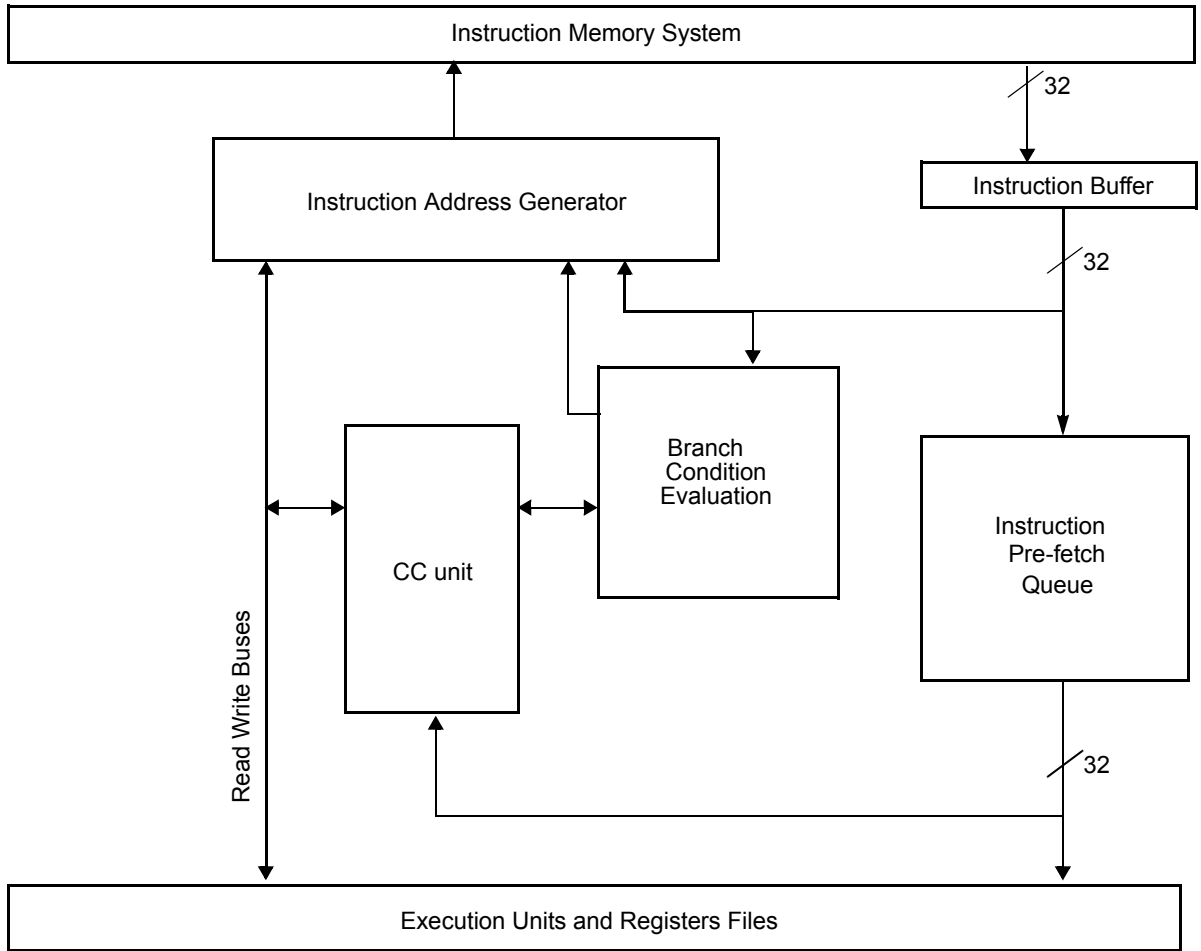 Instruction Memory System
32
Instruction Address Generator
Instruction Buffer
32
Branch
Condition
Evaluation
Instruction
Pre-fetch
Queue
CC unit
Read Write Buses
32
Execution Units and Registers Files